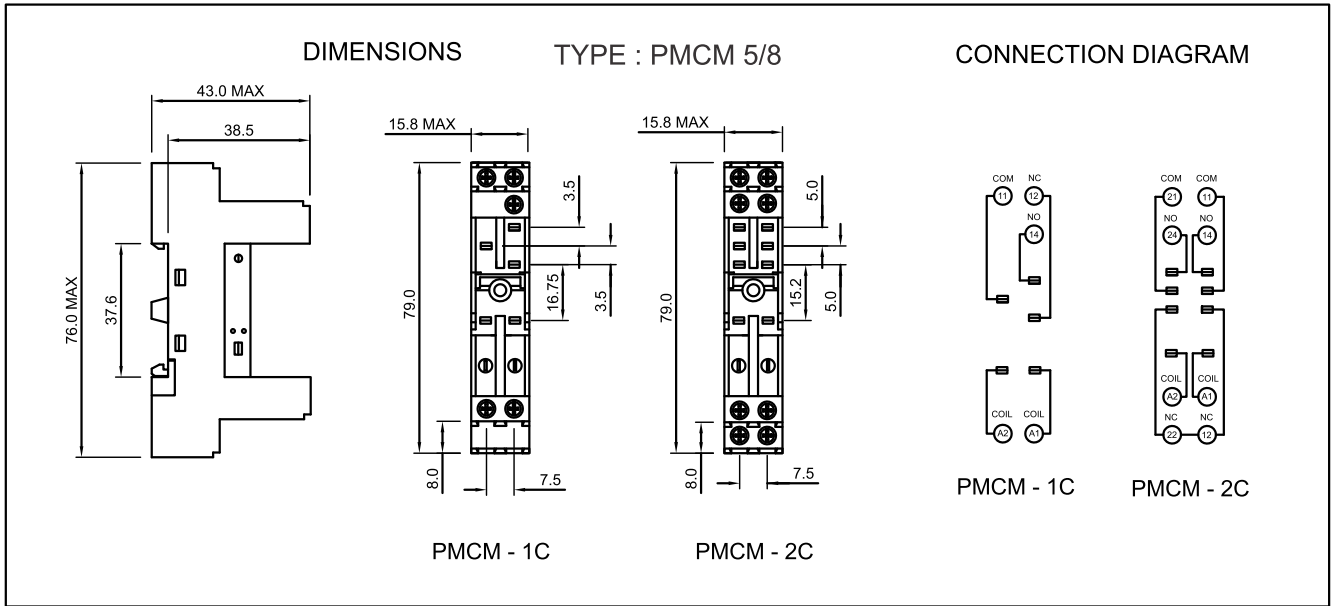 DIMENSIONS
TYPE : PMCM 5/8
CONNECTION DIAGRAM
43.0 MAX
38.5
76.0 MAX
37.6
15.8 MAX
79.0
3.5
16.75
3.5
8.0
7.5
PMCM - 1C
15.8 MAX
79.0
5.0
15.2
5.0
8.0
7.5
PMCM - 2C
COM NC
11 12
NO
14
COIL COIL
A2 A1
PMCM - 1C
COM COM
21 11
NO NO
24 14
COIL COIL
A2 A1
NC NC
22 12
PMCM - 2C